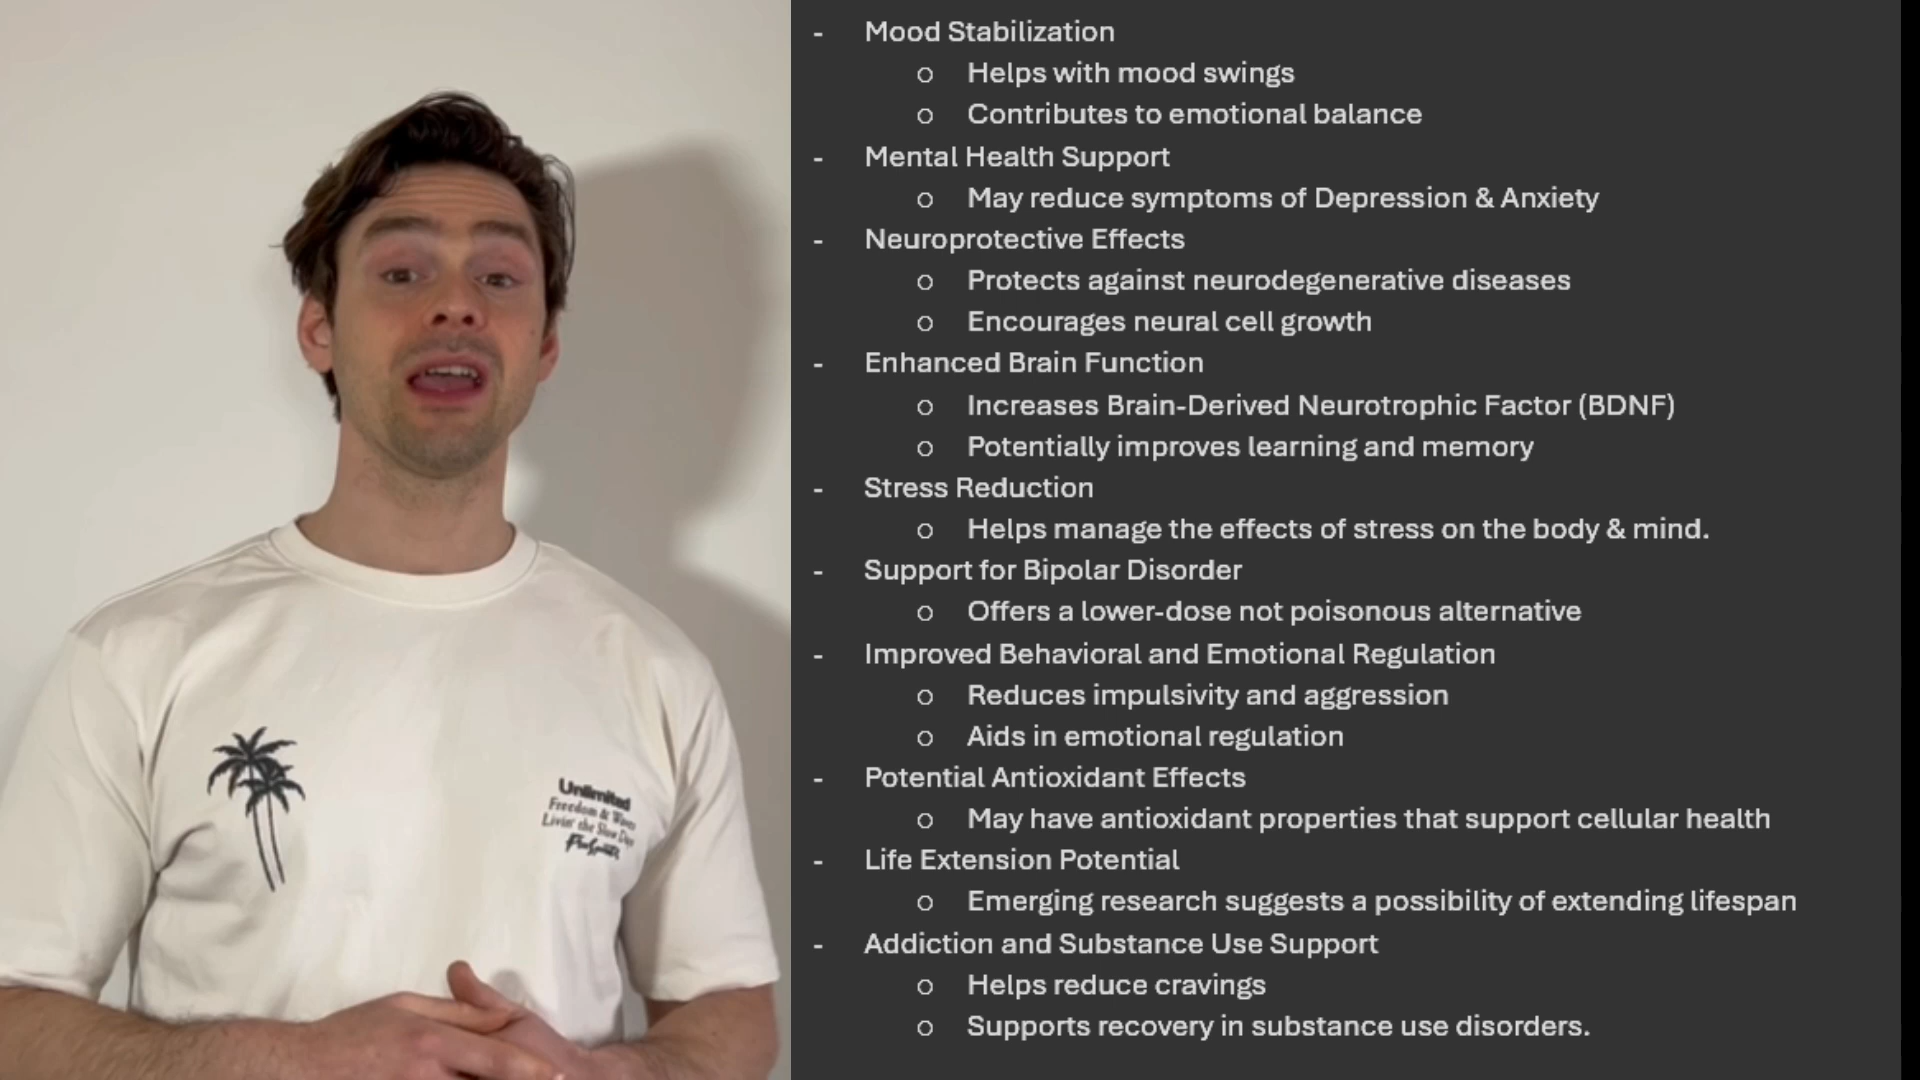 - Mood Stabilization
o Helps with mood swings
o Contributes to emotional balance
- Mental Health Support
o May reduce symptoms of Depression & Anxiety
- Neuroprotective Effects
o Protects against neurodegenerative diseases
o Encourages neural cell growth
- Enhanced Brain Function
o Increases Brain-Derived Neurotrophic Factor (BDNF)
o Potentially improves learning and memory
- Stress Reduction
o Helps manage the effects of stress on the body & mind.
- Support for Bipolar Disorder
o Offers a lower-dose not poisonous alternative
- Improved Behavioral and Emotional Regulation
o Reduces impulsivity and aggression
o Aids in emotional regulation
- Potential Antioxidant Effects
o May have antioxidant properties that support cellular health
- Life Extension Potential
o Emerging research suggests a possibility of extending lifespan
- Addiction and Substance Use Support
o Helps reduce cravings
o Supports recovery in substance use disorders.
Unlimited
Freedom & Waves
Livin' the Slow Days